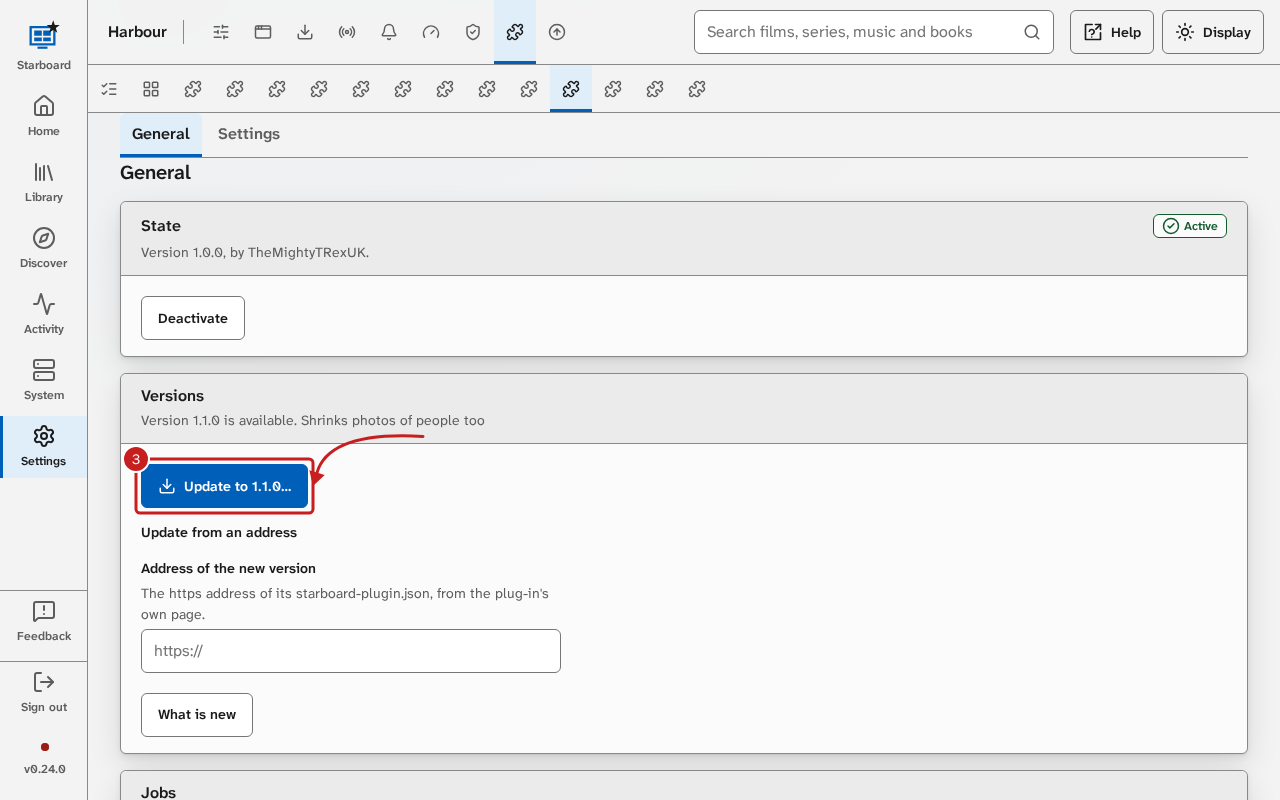 Starboard
Home
Library
Discover
Activity
System
Settings
Feedback
Sign out
v0.24.0
Harbour
Search films, series, music and books
Help
Display
General
Settings
General
State
Active
Version 1.0.0, by TheMightyTRexUK.
Deactivate
Versions
Version 1.1.0 is available. Shrinks photos of people too
3
Update to 1.1.0...
Update from an address
Address of the new version
The https address of its starboard-plugin.json, from the plug-in's
own page.
https://
What is new
Jobs